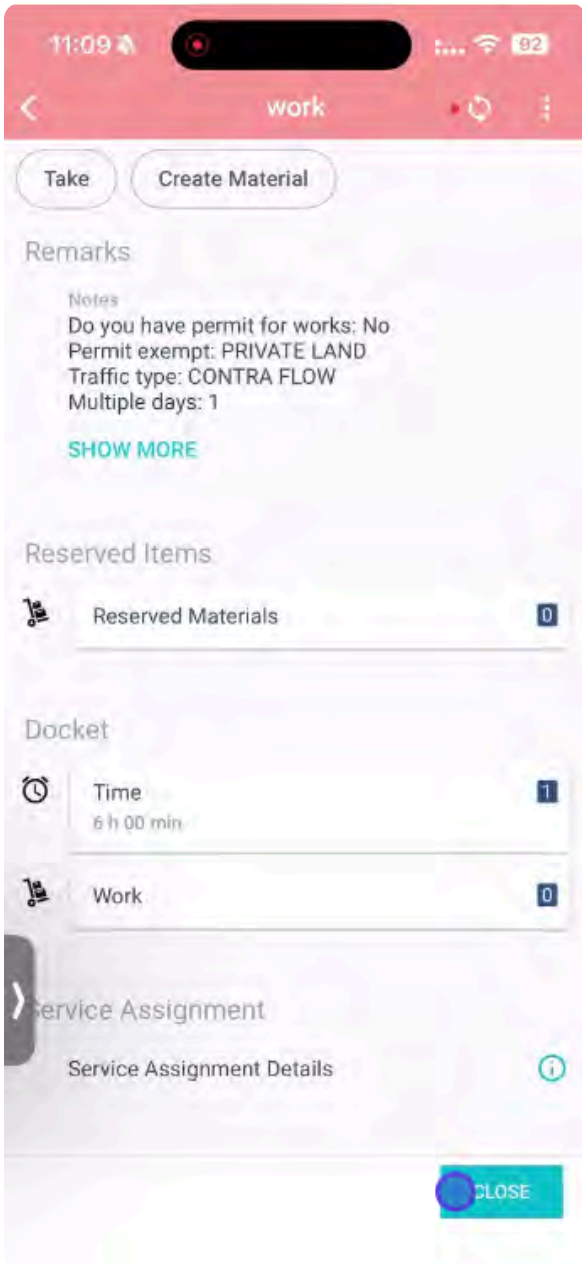 11:09
92
work
Take
Create Material
Remarks
Notes
Do you have permit for works: No
Permit exempt: PRIVATE LAND
Traffic type: CONTRA FLOW
Multiple days: 1
SHOW MORE
Reserved Items
Reserved Materials
0
Docket
Time
1
6 h 00 min
Work
0
Service Assignment
Service Assignment Details
CLOSE